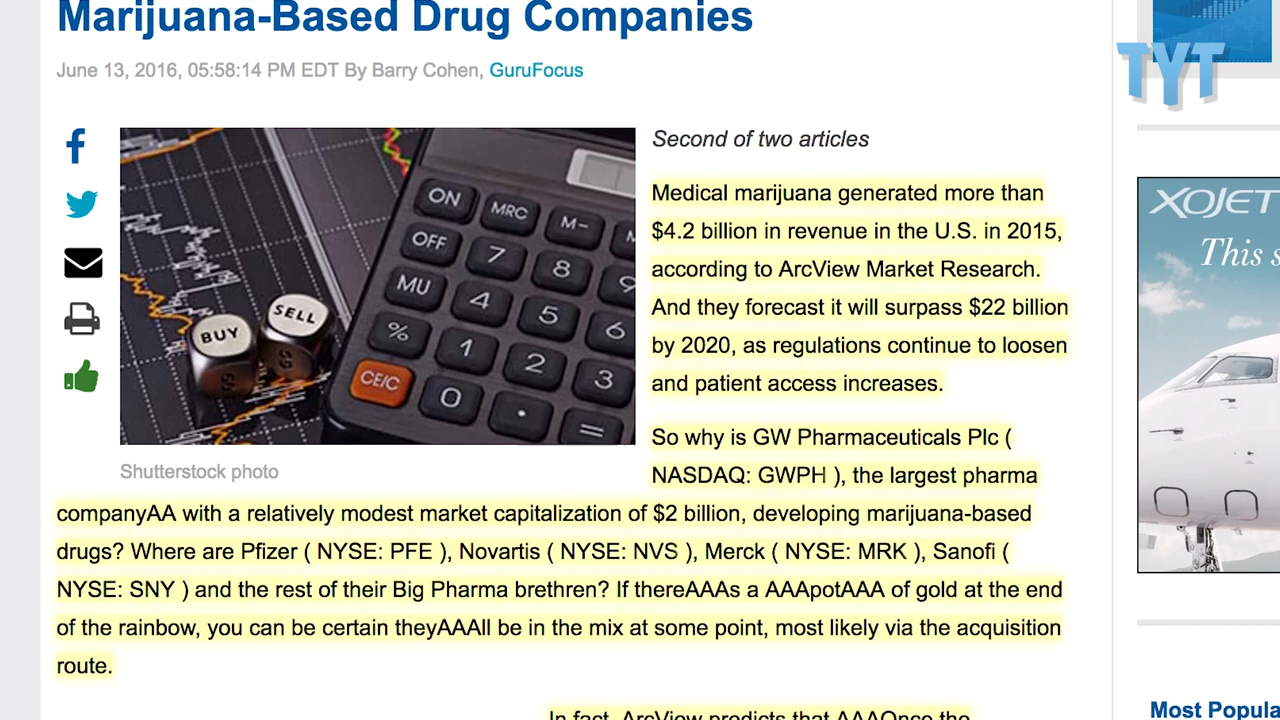 Marijuana-Based Drug Companies
June 13, 2016, 05:58:14 PM EDT By Barry Cohen, GuruFocus
TYT
Second of two articles
Medical marijuana generated more than
$4.2 billion in revenue in the U.S. in 2015,
according to ArcView Market Research.
And they forecast it will surpass $22 billion
by 2020, as regulations continue to loosen
and patient access increases.
So why is GW Pharmaceuticals Plc (
NASDAQ: GWPH ), the largest pharma
companyAA with a relatively modest market capitalization of $2 billion, developing marijuana-based
drugs? Where are Pfizer ( NYSE: PFE ), Novartis ( NYSE: NVS ), Merck ( NYSE: MRK ), Sanofi (
NYSE: SNY ) and the rest of their Big Pharma brethren? If thereAAAs a AAApotAAA of gold at the end
of the rainbow, you can be certain theyAAAll be in the mix at some point, most likely via the acquisition
route.
In fact, ArcView predicts that AAAOnce the
ON MRC M-
OFF 7 8 9
MU 4 5 6
% 1 2 3
CE/C 0 . =
BUY
SELL
Shutterstock photo
XOJET
This s
Most Popula